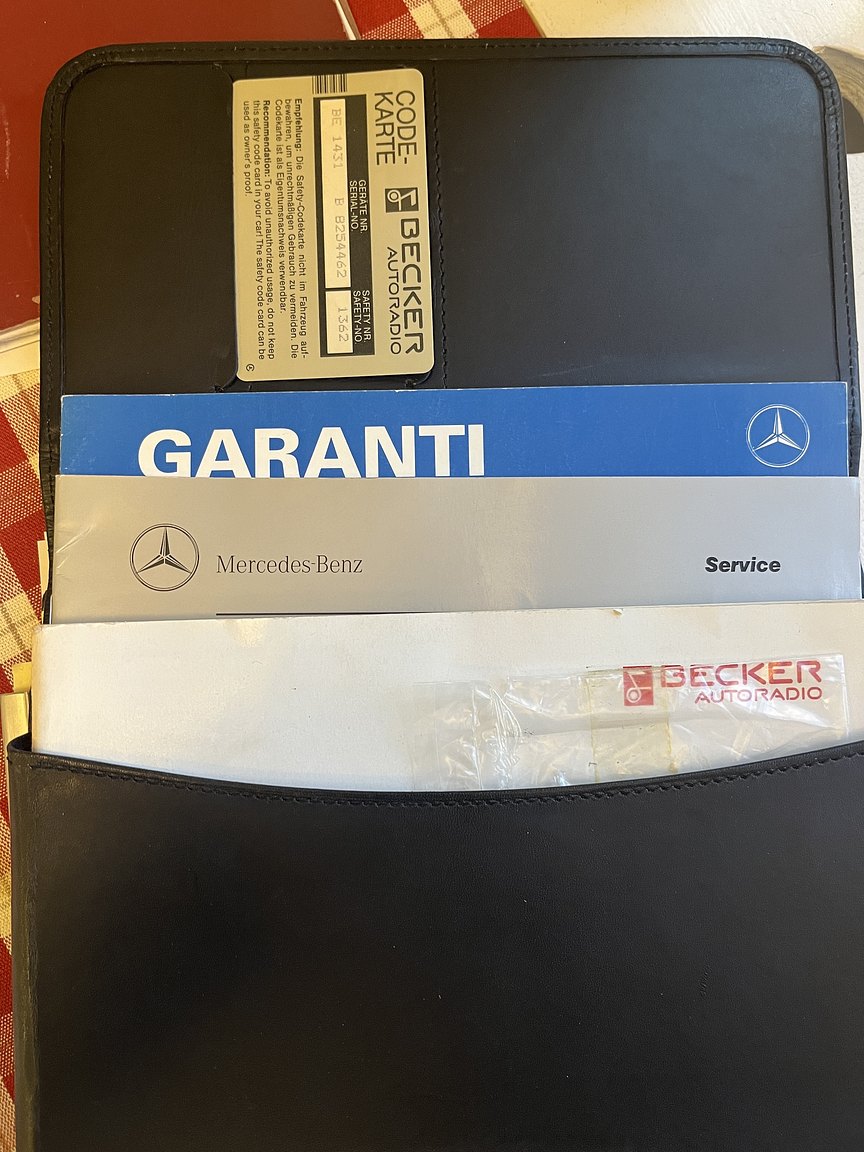 CODE-
KARTE
BECKER
AUTORADIO
GERÄTE NR.
SERIAL-NO.
SAFETY NR.
SAFETY-NO.
BE 1431 B 8254462
1362
Empfehlung: Die Safety-Codekarte nicht im Fahrzeug auf-
bewahren, um unrechtmäßigen Gebrauch zu vermeiden. Die
Codekarte ist als Eigentumsnachweis verwendbar.
Recommendation: To avoid unauthorized usage, do not keep
this safety code card in your car! The safety code card can be
used as owner's proof.
GARANTI
Mercedes-Benz
Service
BECKER
AUTORADIO